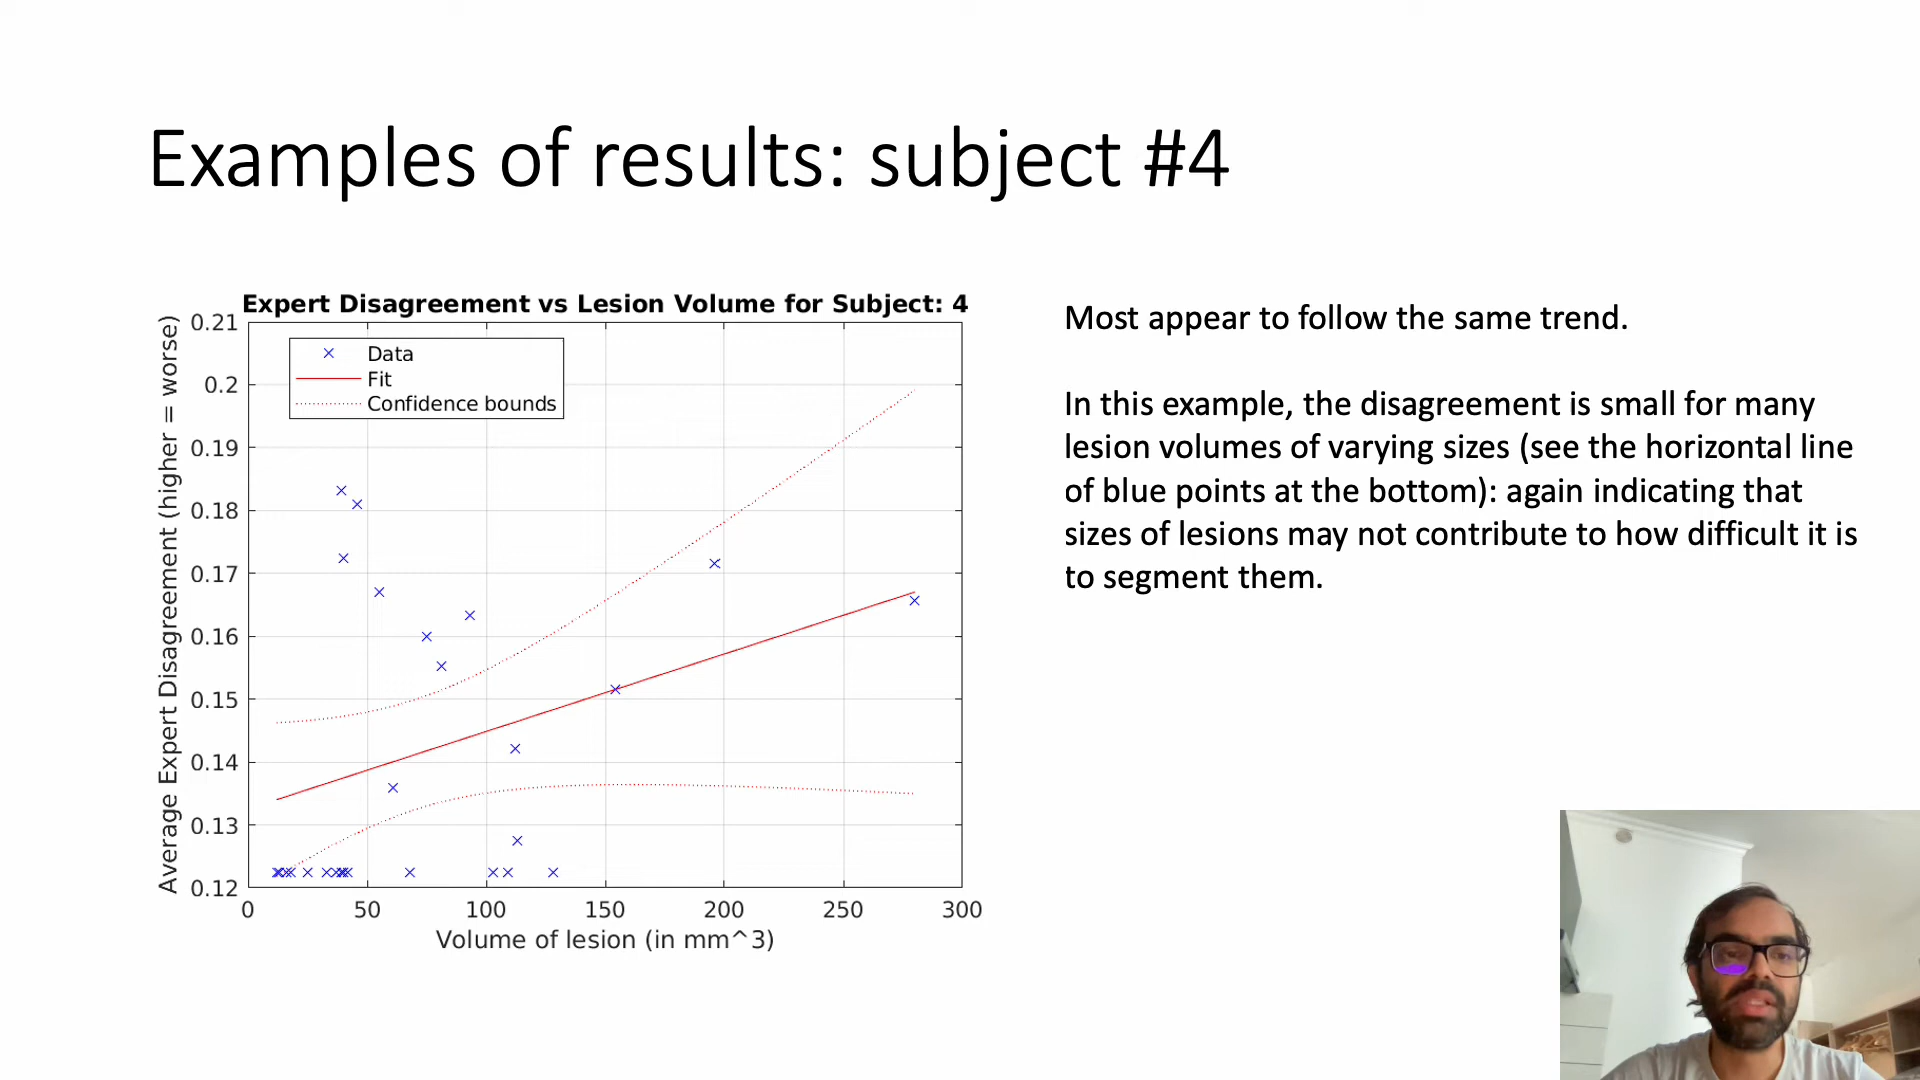 Examples of results: subject #4
Expert Disagreement vs Lesion Volume for Subject: 4
Average Expert Disagreement (higher = worse)
0.21
0.2
0.19
0.18
0.17
0.16
0.15
0.14
0.13
0.12
Data
Fit
Confidence bounds
0 50 100 150 200 250 300
Volume of lesion (in mm^3)
Most appear to follow the same trend.
In this example, the disagreement is small for many
lesion volumes of varying sizes (see the horizontal line
of blue points at the bottom): again indicating that
sizes of lesions may not contribute to how difficult it is
to segment them.